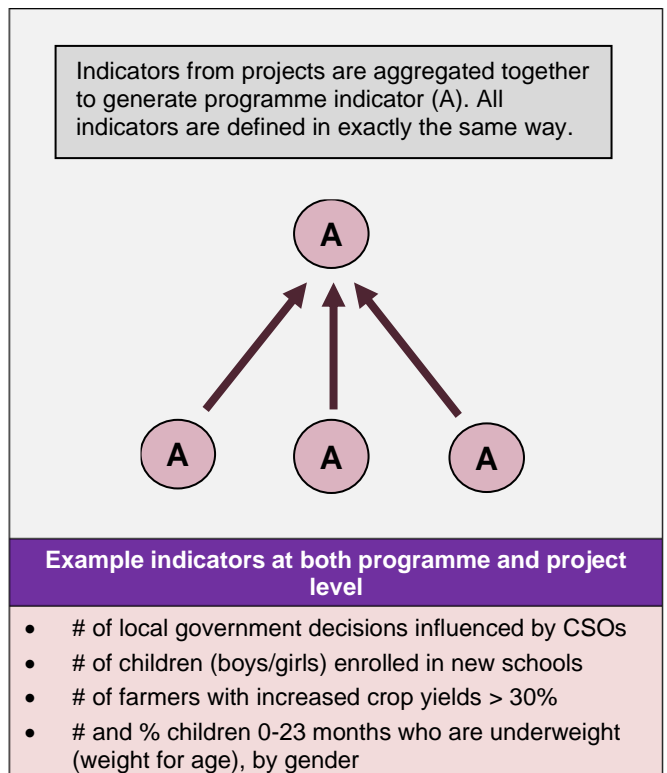 Indicators from projects are aggregated together
to generate programme indicator (A). All
indicators are defined in exactly the same way.
A
A
A
A
Example indicators at both programme and project
level
• # of local government decisions influenced by CSOs
• # of children (boys/girls) enrolled in new schools
• # of farmers with increased crop yields > 30%
• # and % children 0-23 months who are underweight
(weight for age), by gender